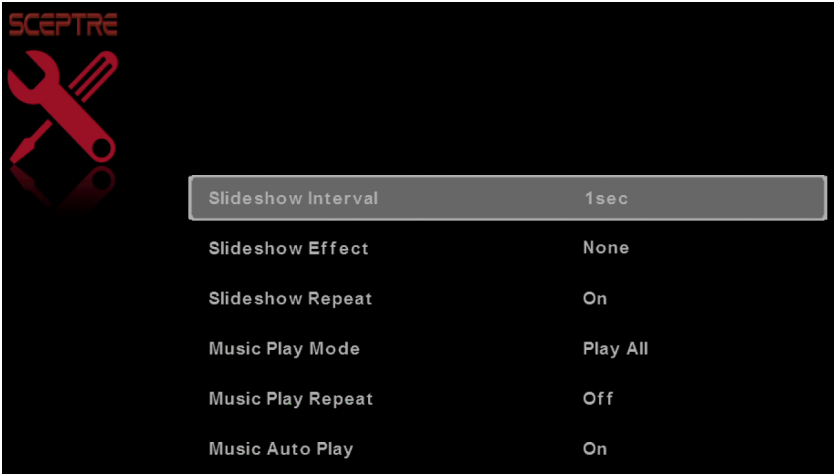 SCEPTRE
Slideshow Interval 1sec
Slideshow Effect None
Slideshow Repeat On
Music Play Mode Play All
Music Play Repeat Off
Music Auto Play On